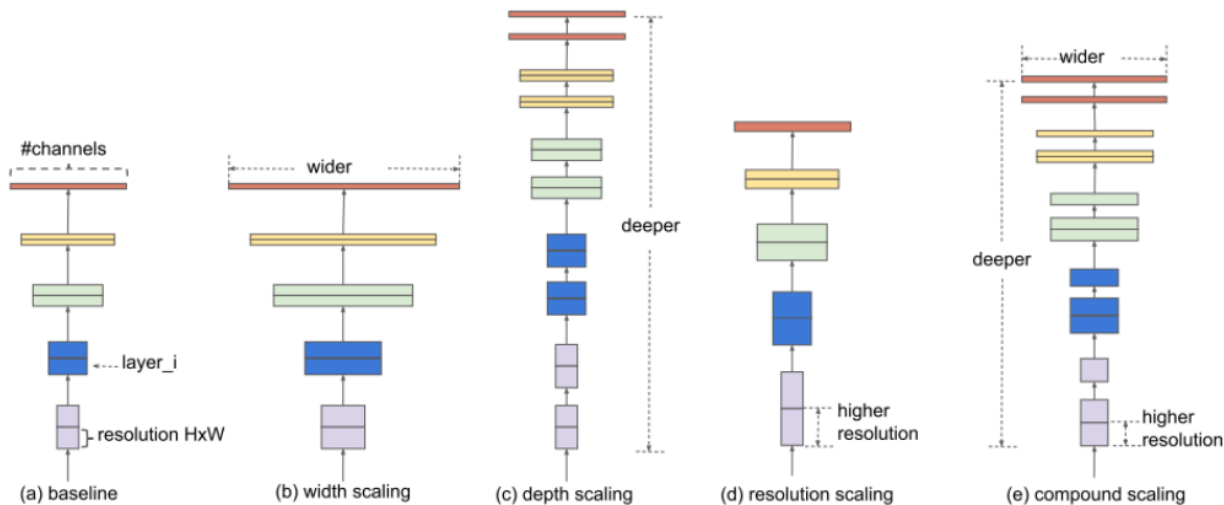 #channels
layer_i
resolution HxW
(a) baseline
wider
(b) width scaling
deeper
(c) depth scaling
higher
resolution
(d) resolution scaling
wider
deeper
higher
resolution
(e) compound scaling